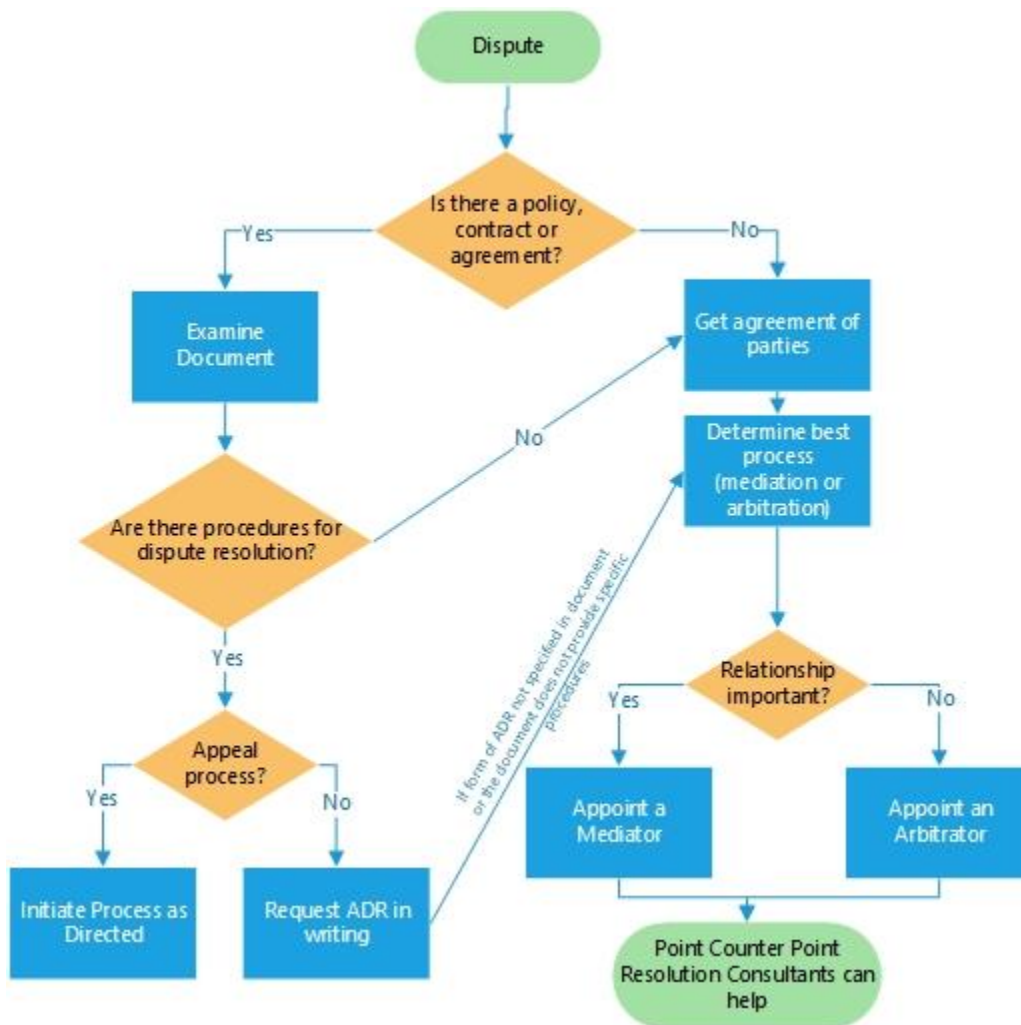 Dispute
Is there a policy,
contract or
agreement?
Yes
No
Examine
Document
Get agreement of
parties
No
Determine best
process
(mediation or
arbitration)
Are there procedures for
dispute resolution?
If form of ADR not specified in document
or the document does not provide specific
procedures
Yes
Relationship
important?
Yes
No
Appeal
process?
Yes
No
Appoint a
Mediator
Appoint an
Arbitrator
Initiate Process as
Directed
Request ADR in
writing
Point Counter Point
Resolution Consultants can
help